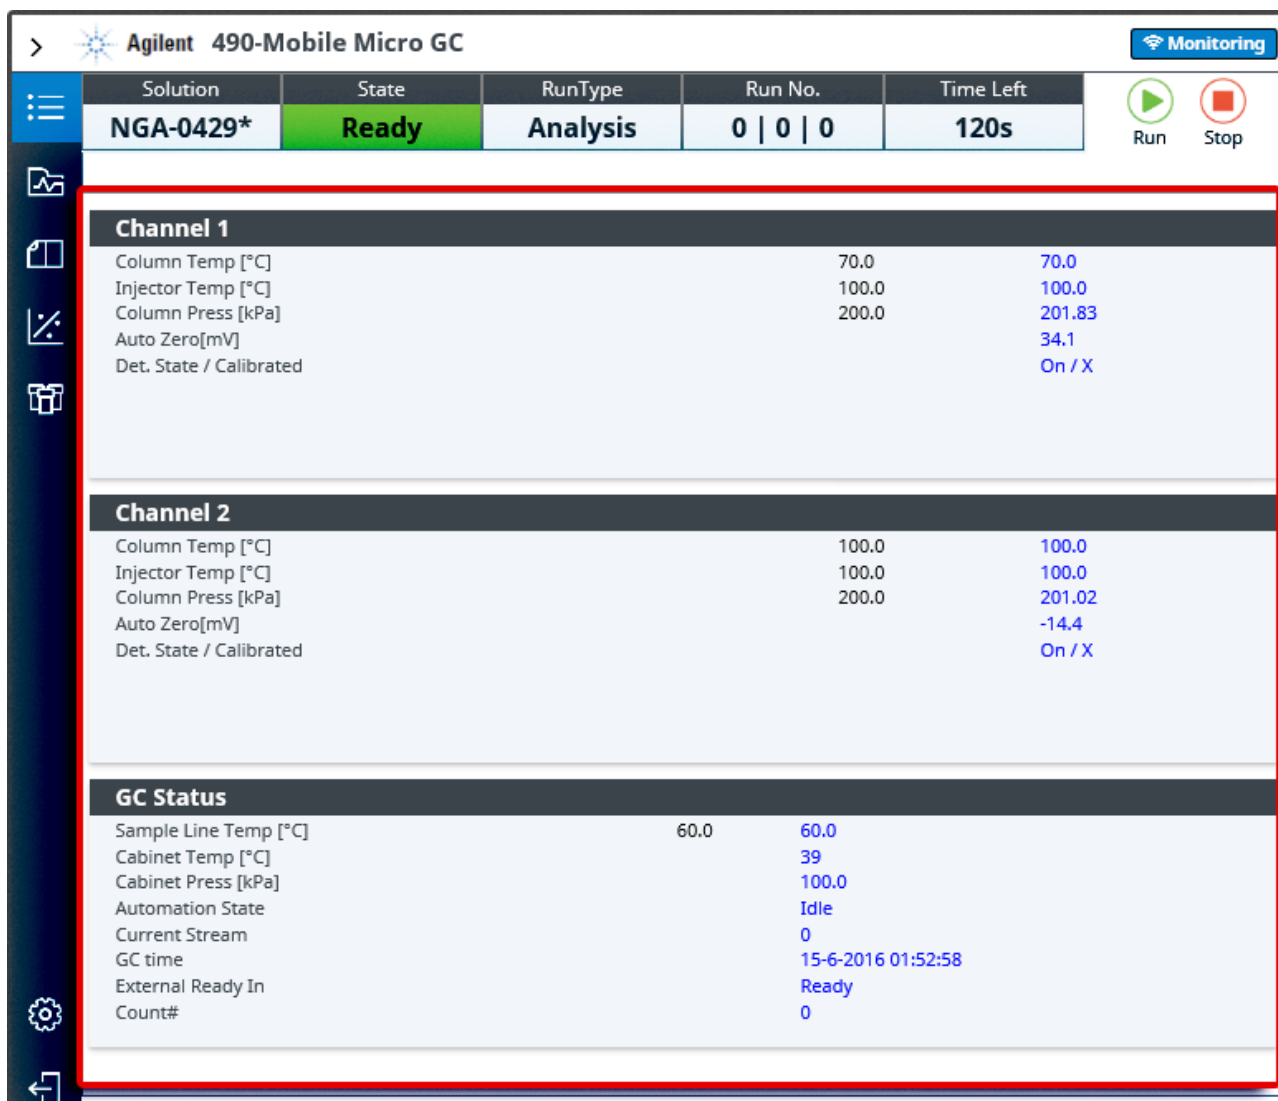 Agilent 490-Mobile Micro GC Monitoring
Solution State RunType Run No. Time Left
NGA-0429* Ready Analysis 0 | 0 | 0 120s
Run Stop
Channel 1
Column Temp [°C] 70.0 70.0
Injector Temp [°C] 100.0 100.0
Column Press [kPa] 200.0 201.83
Auto Zero[mV] 34.1
Det. State / Calibrated On / X
Channel 2
Column Temp [°C] 100.0 100.0
Injector Temp [°C] 100.0 100.0
Column Press [kPa] 200.0 201.02
Auto Zero[mV] -14.4
Det. State / Calibrated On / X
GC Status
Sample Line Temp [°C] 60.0 60.0
Cabinet Temp [°C] 39
Cabinet Press [kPa] 100.0
Automation State Idle
Current Stream 0
GC time 15-6-2016 01:52:58
External Ready In Ready
Count# 0